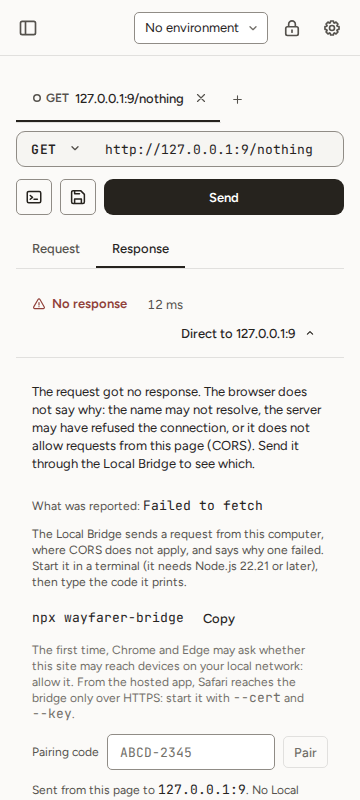 No environment
GET 127.0.0.1:9/nothing
GET http://127.0.0.1:9/nothing
Send
Request Response
No response 12 ms
Direct to 127.0.0.1:9
The request got no response. The browser does
not say why: the name may not resolve, the server
may have refused the connection, or it does not
allow requests from this page (CORS). Send it
through the Local Bridge to see which.
What was reported: Failed to fetch
The Local Bridge sends a request from this computer,
where CORS does not apply, and says why one failed.
Start it in a terminal (it needs Node.js 22.21 or later),
then type the code it prints.
npx wayfarer-bridge Copy
The first time, Chrome and Edge may ask whether
this site may reach devices on your local network:
allow it. From the hosted app, Safari reaches the
bridge only over HTTPS: start it with --cert and
--key.
Pairing code ABCD-2345 Pair
Sent from this page to 127.0.0.1:9. No Local